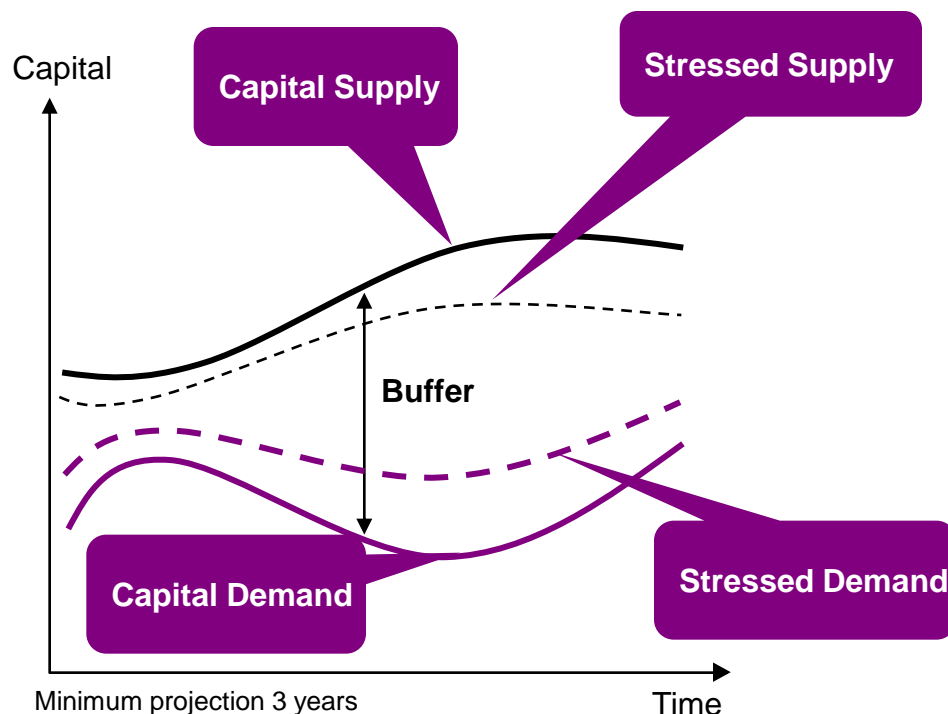 Capital
Capital Supply
Stressed Supply
Buffer
Capital Demand
Stressed Demand
Minimum projection 3 years
Time